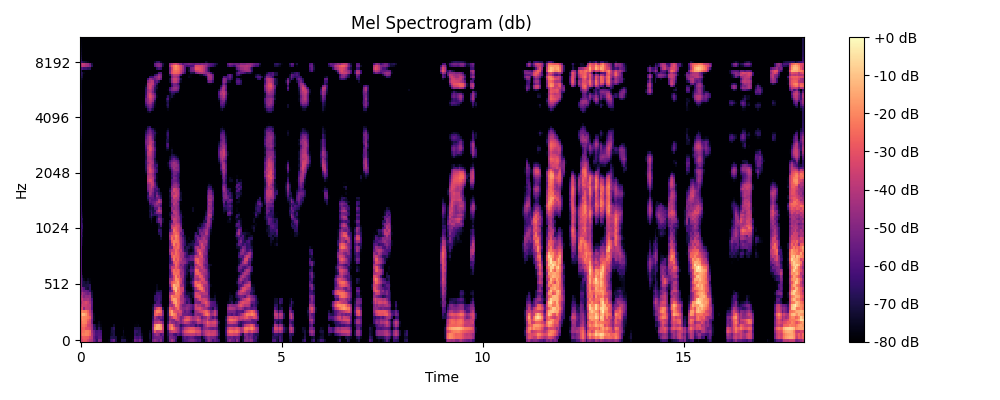 Mel Spectrogram (db)
Hz
8192
4096
2048
1024
512
0
0 5 10 15
Time
+0 dB
-10 dB
-20 dB
-30 dB
-40 dB
-50 dB
-60 dB
-70 dB
-80 dB